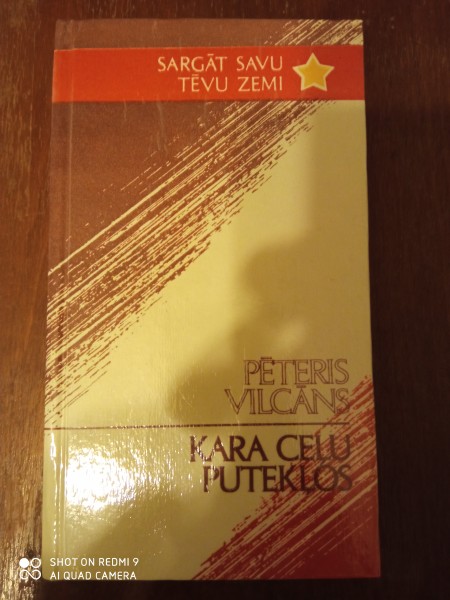 SARGĀT SAVU
TĒVU ZEMI
PĒTERIS
VILCĀNS
KARA CEĻU
PUTEKĻOS
SHOT ON REDMI 9
AI QUAD CAMERA